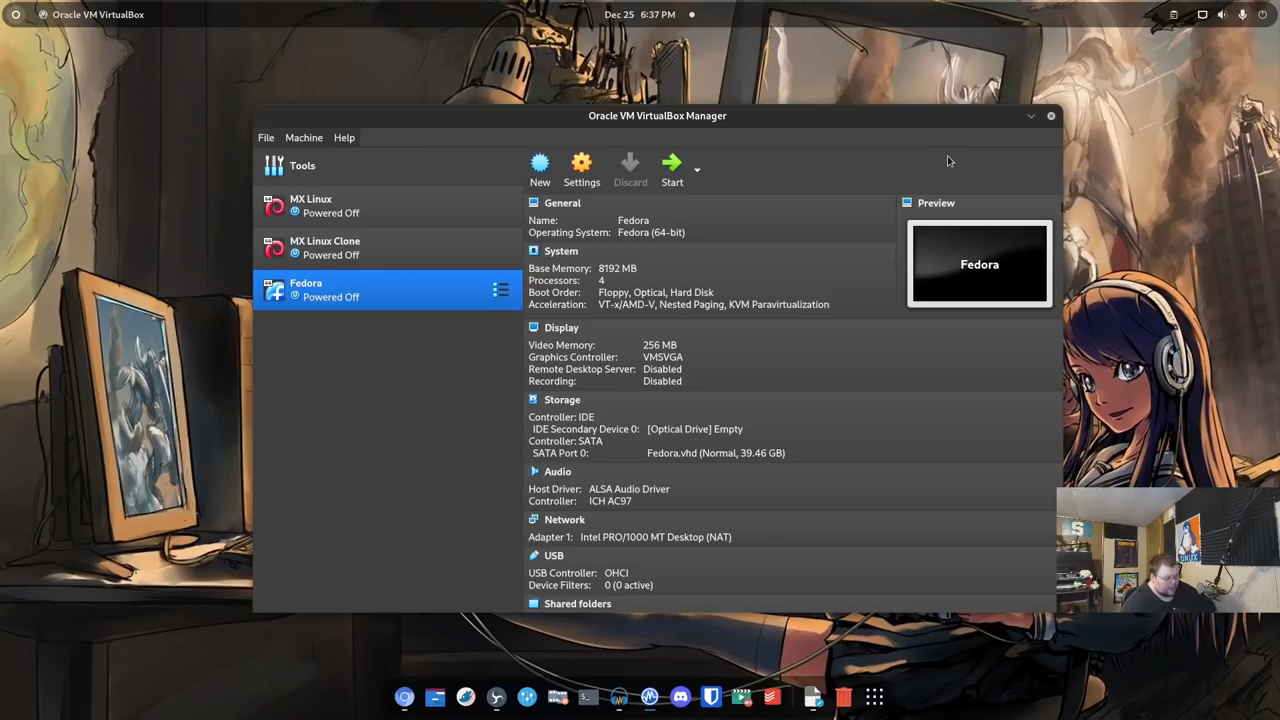 Oracle VM VirtualBox
Dec 25 6:37 PM
Oracle VM VirtualBox Manager
File Machine Help
Tools
MX Linux
Powered Off
MX Linux Clone
Powered Off
Fedora
Powered Off
New Settings Discard Start
General
Name: Fedora
Operating System: Fedora (64-bit)
Preview
Fedora
System
Base Memory: 8192 MB
Processors: 4
Boot Order: Floppy, Optical, Hard Disk
Acceleration: VT-x/AMD-V, Nested Paging, KVM Paravirtualization
Display
Video Memory: 256 MB
Graphics Controller: VMSVGA
Remote Desktop Server: Disabled
Recording: Disabled
Storage
Controller: IDE
IDE Secondary Device 0: [Optical Drive] Empty
Controller: SATA
SATA Port 0: Fedora.vhd (Normal, 39.46 GB)
Audio
Host Driver: ALSA Audio Driver
Controller: ICH AC97
Network
Adapter 1: Intel PRO/1000 MT Desktop (NAT)
USB
USB Controller: OHCI
Device Filters: 0 (0 active)
Shared folders